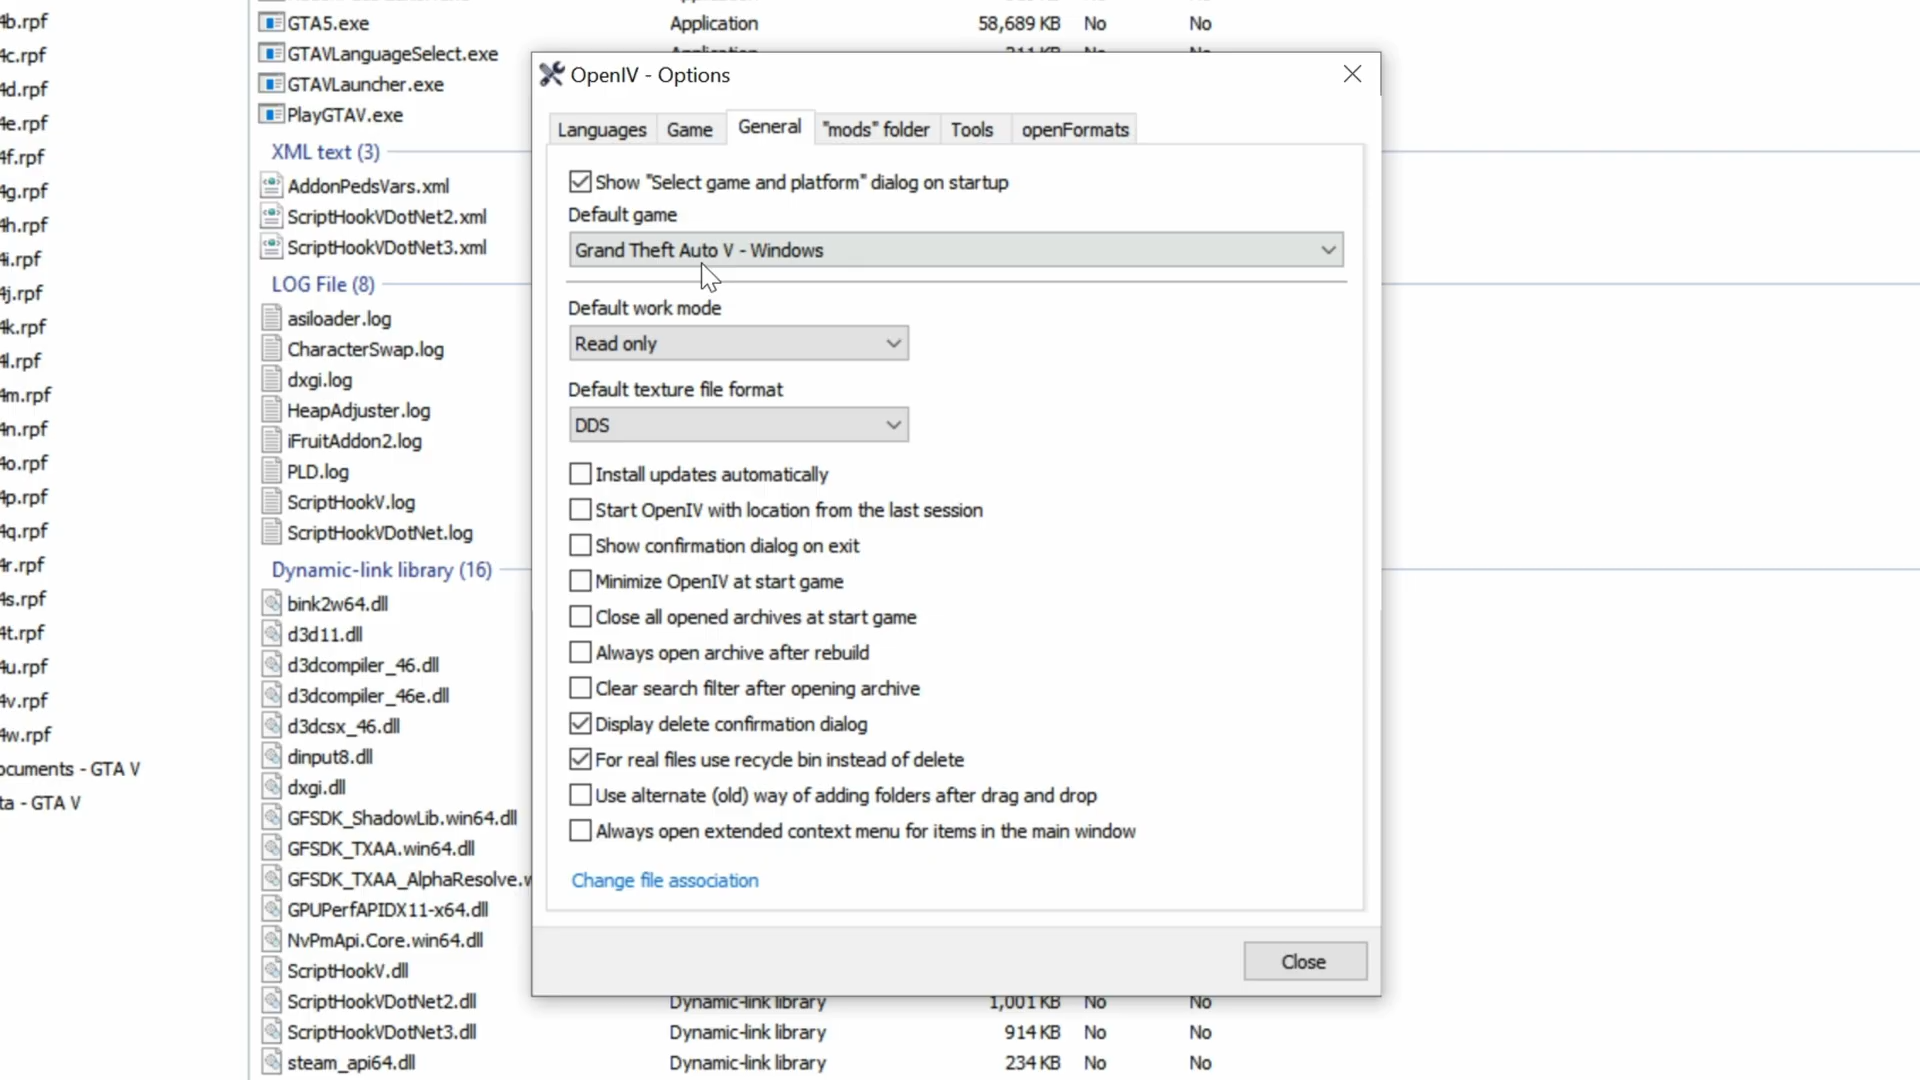 4b.rpf
4c.rpf
4d.rpf
4e.rpf
4f.rpf
4g.rpf
4h.rpf
4i.rpf
4j.rpf
4k.rpf
4l.rpf
4m.rpf
4n.rpf
4o.rpf
4p.rpf
4q.rpf
4r.rpf
4s.rpf
4t.rpf
4u.rpf
4v.rpf
4w.rpf
ocuments - GTA V
ta - GTA V
GTA5.exe Application 58,689 KB No No
GTAVLanguageSelect.exe
GTAVLauncher.exe
PlayGTAV.exe
XML text (3)
AddonPedsVars.xml
ScriptHookVDotNet2.xml
ScriptHookVDotNet3.xml
LOG File (8)
asiloader.log
CharacterSwap.log
dxgi.log
HeapAdjuster.log
iFruitAddon2.log
PLD.log
ScriptHookV.log
ScriptHookVDotNet.log
Dynamic-link library (16)
bink2w64.dll
d3d11.dll
d3dcompiler_46.dll
d3dcompiler_46e.dll
d3dcsx_46.dll
dinput8.dll
dxgi.dll
GFSDK_ShadowLib.win64.dll
GFSDK_TXAA.win64.dll
GFSDK_TXAA_AlphaResolve.w
GPUPerfAPIDX11-x64.dll
NvPmApi.Core.win64.dll
ScriptHookV.dll
ScriptHookVDotNet2.dll Dynamic-link library 1,001 KB No No
ScriptHookVDotNet3.dll Dynamic-link library 914 KB No No
steam_api64.dll Dynamic-link library 234 KB No No
OpenIV - Options
Languages Game General "mods" folder Tools openFormats
Show "Select game and platform" dialog on startup
Default game
Grand Theft Auto V - Windows
Default work mode
Read only
Default texture file format
DDS
Install updates automatically
Start OpenIV with location from the last session
Show confirmation dialog on exit
Minimize OpenIV at start game
Close all opened archives at start game
Always open archive after rebuild
Clear search filter after opening archive
Display delete confirmation dialog
For real files use recycle bin instead of delete
Use alternate (old) way of adding folders after drag and drop
Always open extended context menu for items in the main window
Change file association
Close